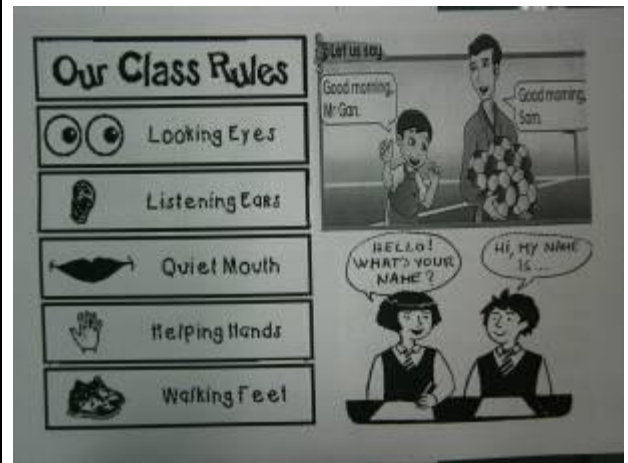 Our Class Rules
Looking Eyes
Listening Ears
Quiet Mouth
Helping Hands
Walking Feet
Let us say
Good morning,
Mr Gan.
Good morning,
Sam.
HELLO!
WHAT'S YOUR
NAME?
HI, MY NAME
IS ...